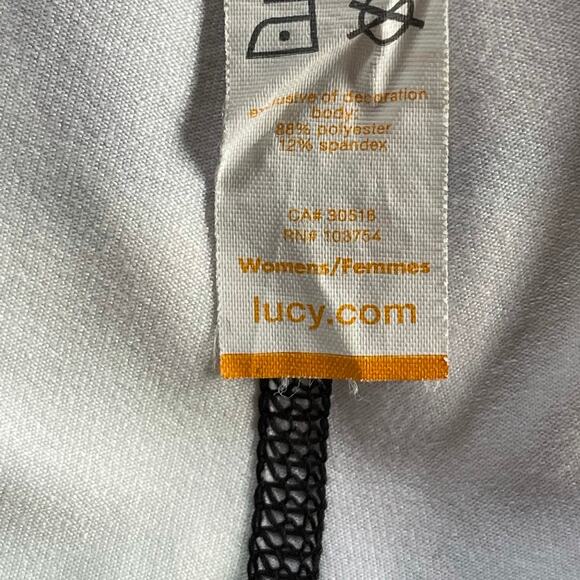 exclusive of decoration
body:
88% polyester
12% spandex
CA# 30516
RN# 103754
Womens/Femmes
lucy.com